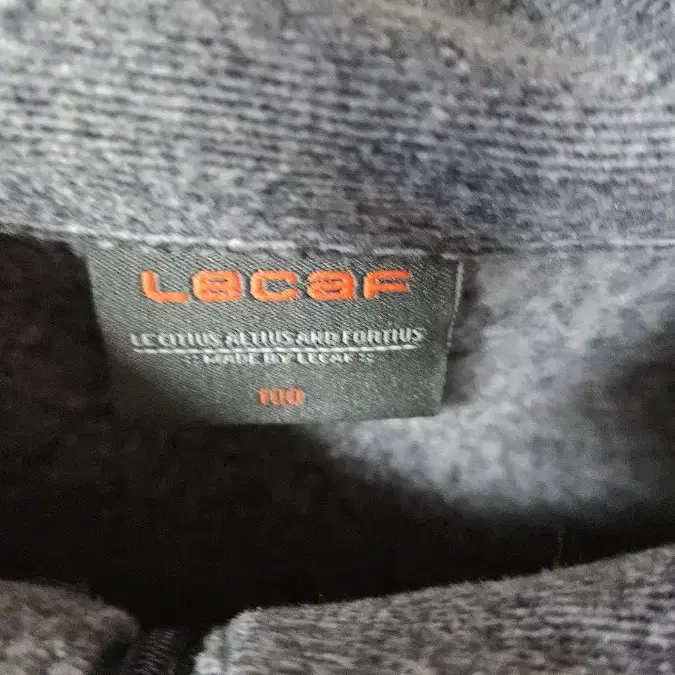 Lecaf
LE CITIUS ALTIUS AND FORTIUS
:: MADE BY LECAF ::
100